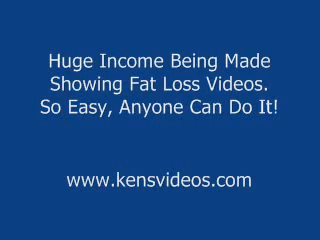 Huge Income Being Made
Showing Fat Loss Videos.
So Easy, Anyone Can Do It!
www.kensvideos.com